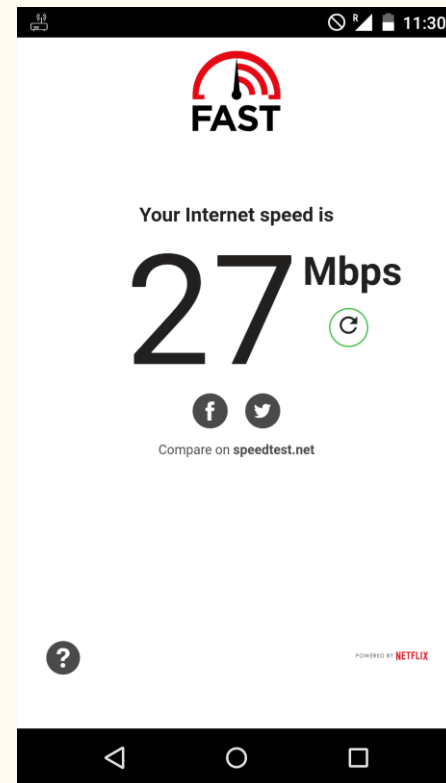 R 11:30
FAST
Your Internet speed is
27 Mbps
Compare on speedtest.net
?
POWERED BY NETFLIX